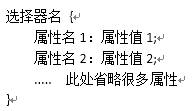 选择器名 {
属性名 1：属性值 1;
属性名 2：属性值 2;
..... 此处省略很多属性
}